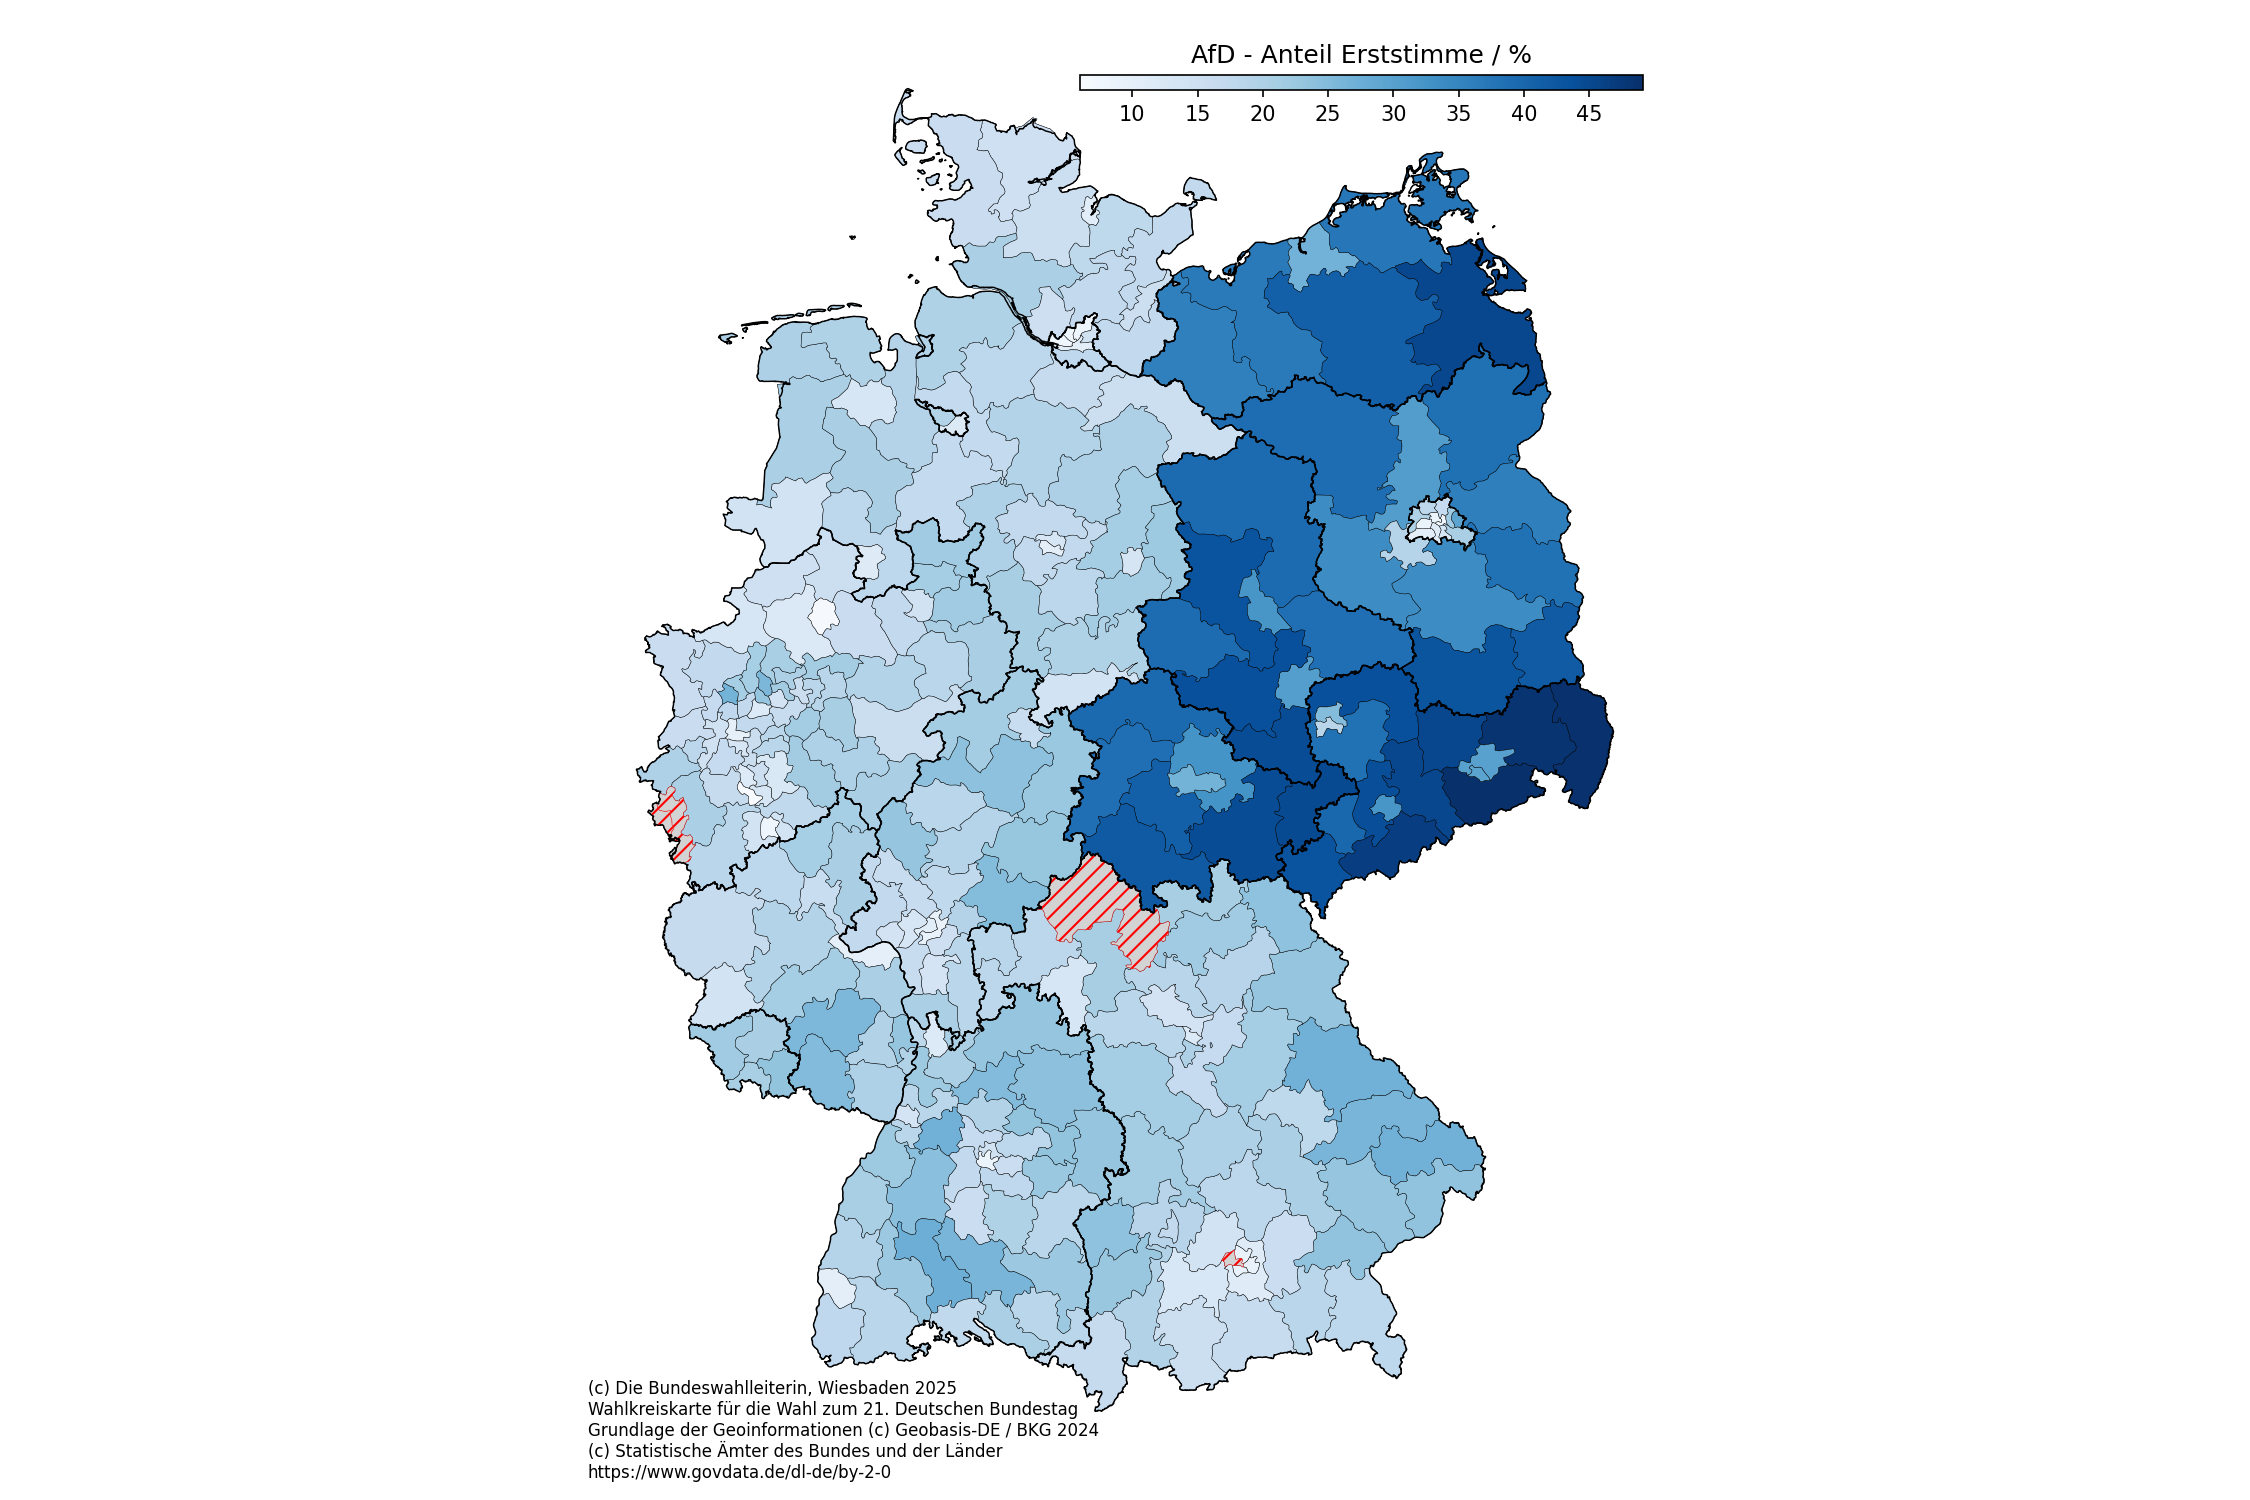 AfD - Anteil Erststimme / %
10 15 20 25 30 35 40 45
(c) Die Bundeswahlleiterin, Wiesbaden 2025
Wahlkreiskarte für die Wahl zum 21. Deutschen Bundestag
Grundlage der Geoinformationen (c) Geobasis-DE / BKG 2024
(c) Statistische Ämter des Bundes und der Länder
https://www.govdata.de/dl-de/by-2-0